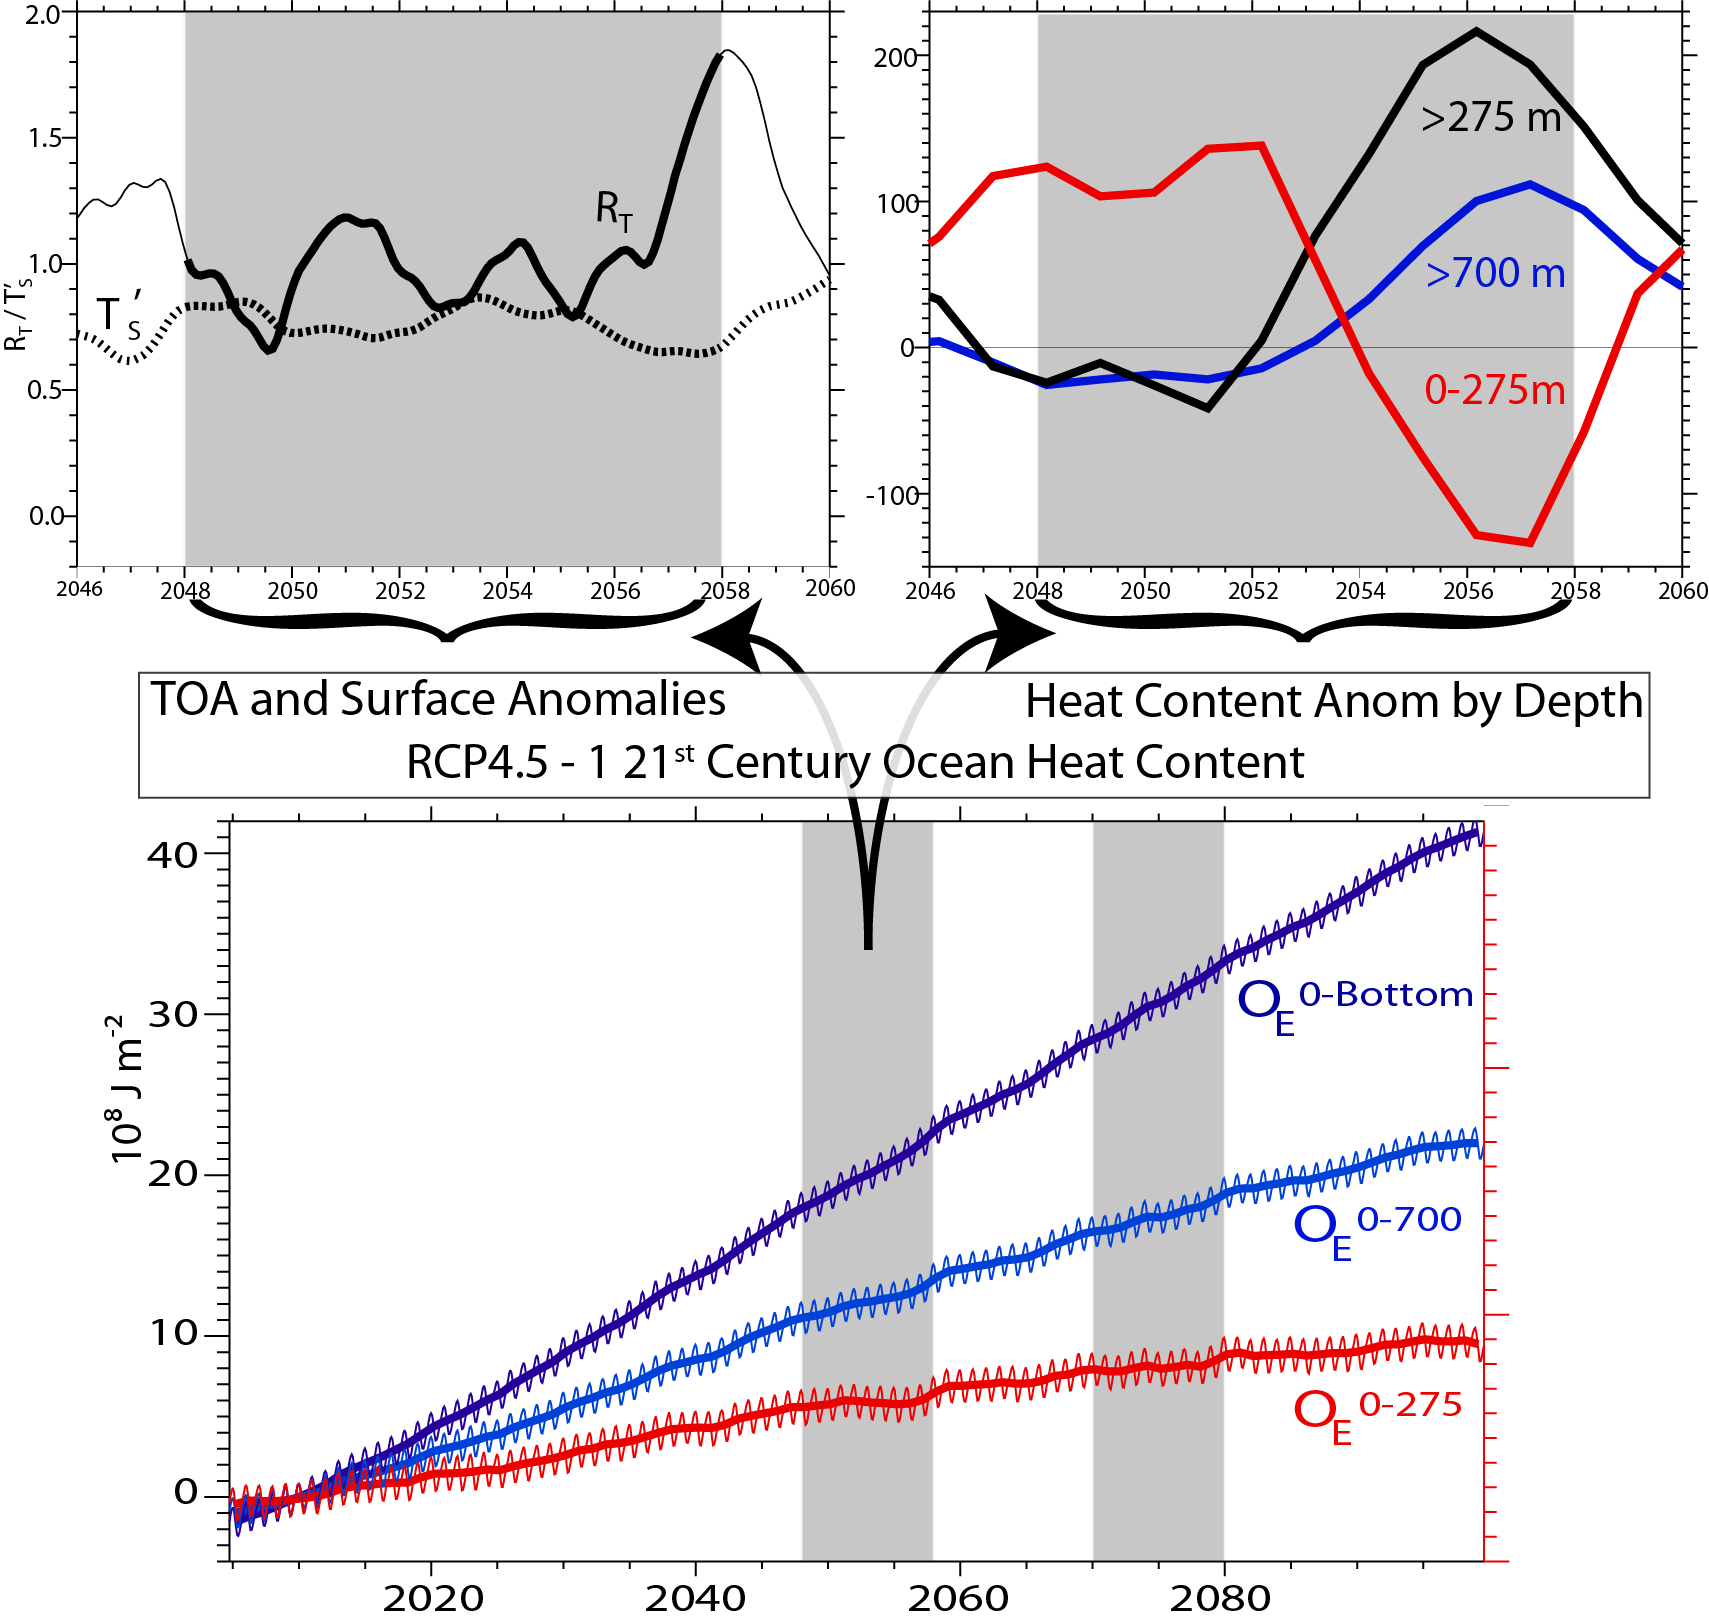 2.0
1.5
1.0
0.5
0.0
R_T / T'_S
R_T
T'_S
2046 2048 2050 2052 2054 2056 2058 2060
200
100
0
-100
>275 m
>700 m
0-275m
2046 2048 2050 2052 2054 2056 2058 2060
TOA and Surface Anomalies
Heat Content Anom by Depth
RCP4.5 - 1 21st Century Ocean Heat Content
40
30
20
10
0
10⁸ J m⁻²
O_E 0-Bottom
O_E 0-700
O_E 0-275
2020 2040 2060 2080